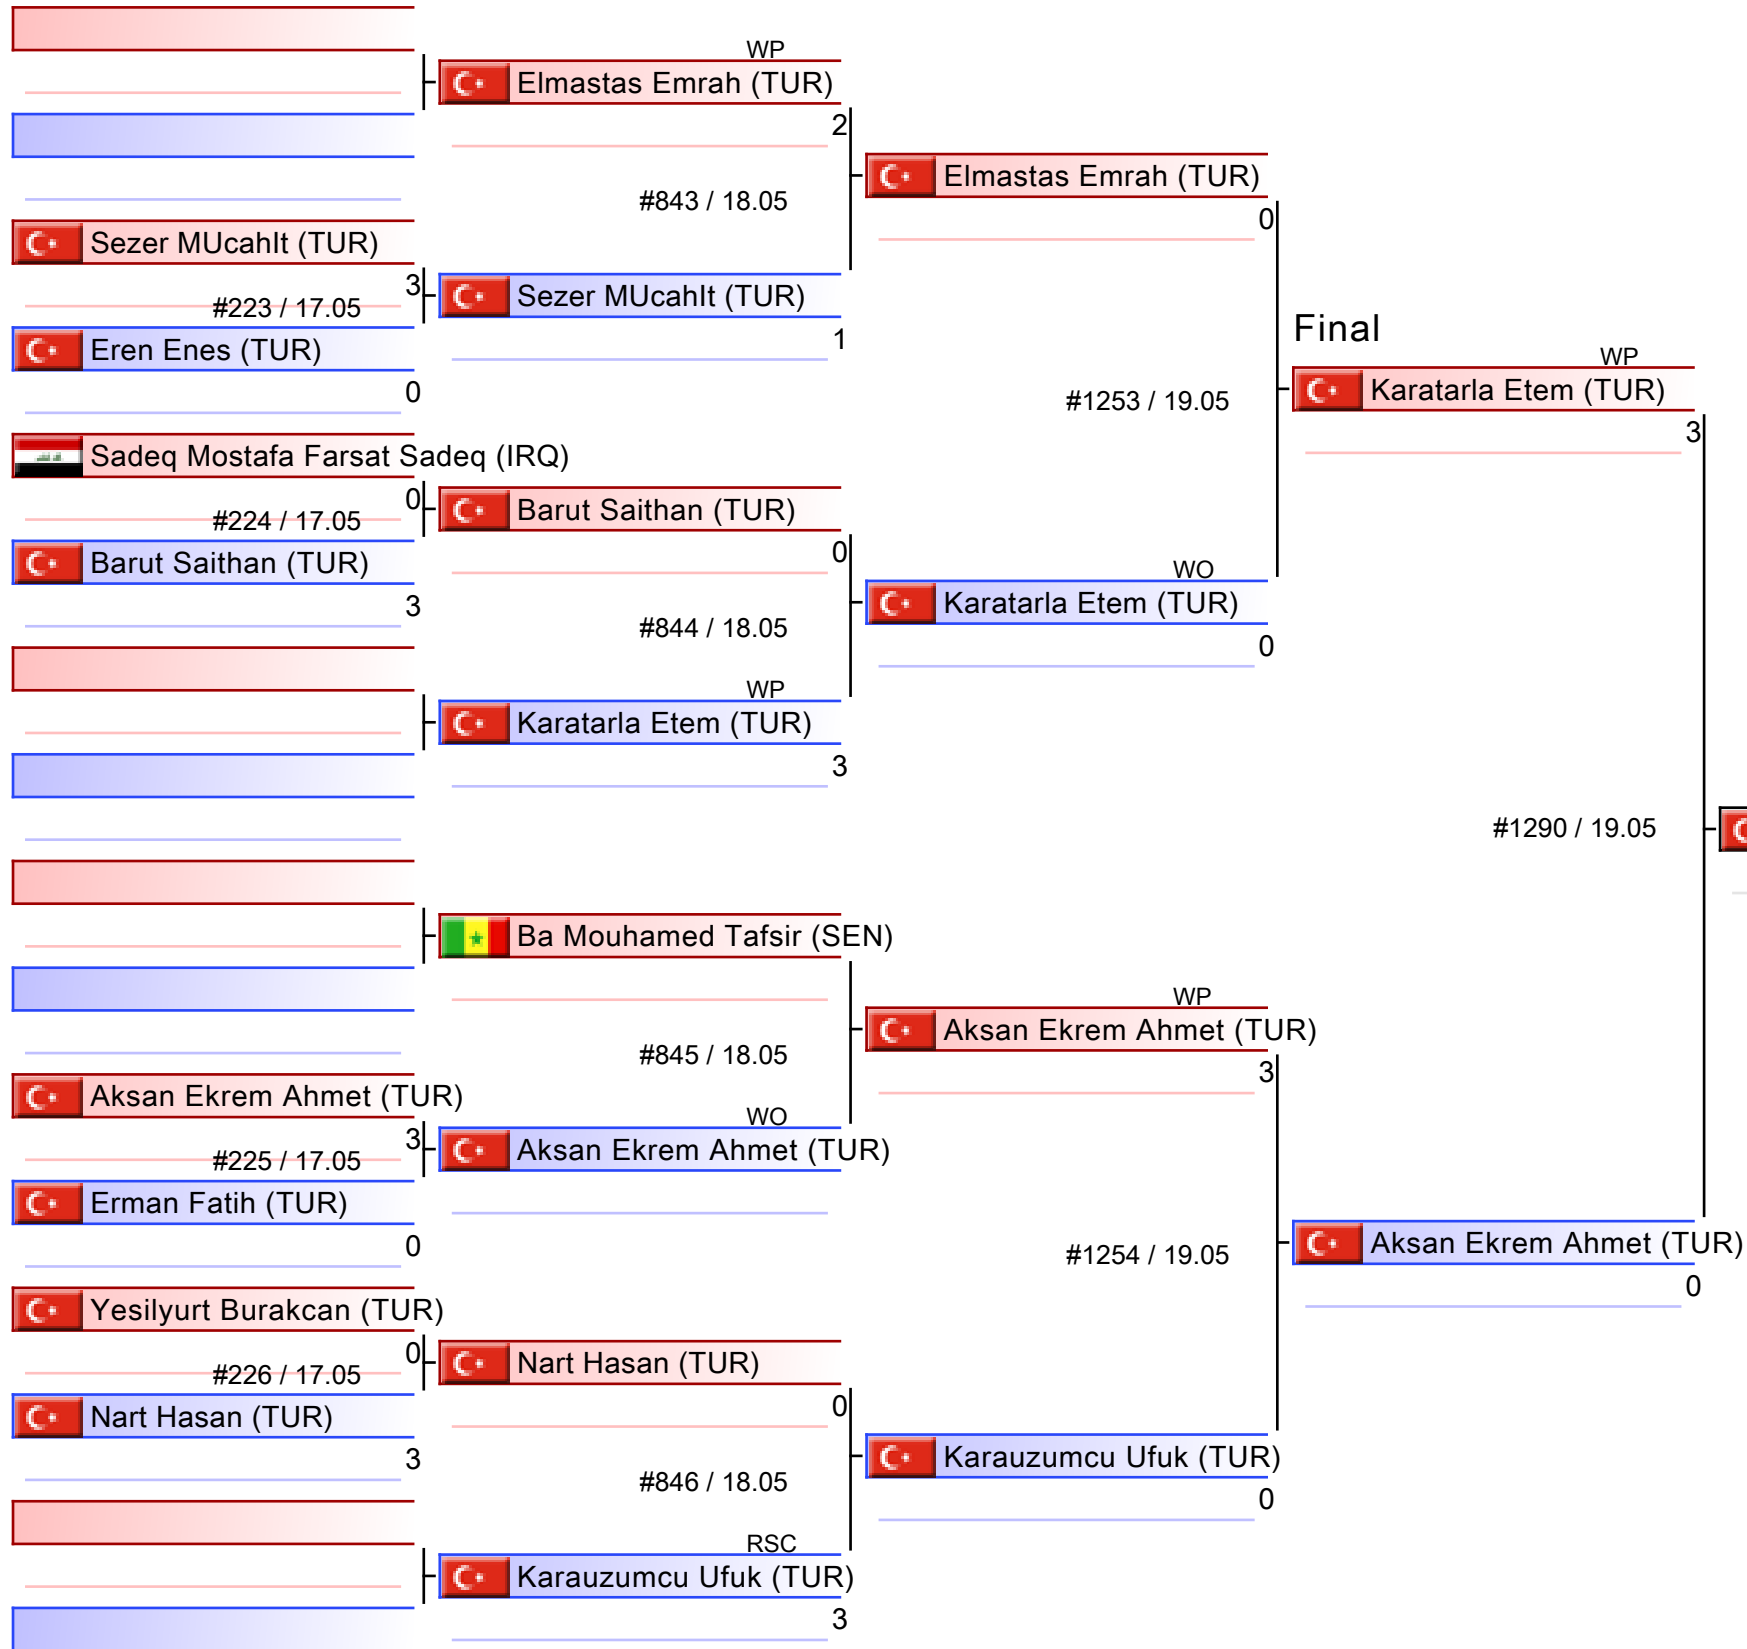 WP
Elmastas Emrah (TUR)
2
#843 / 18.05
Elmastas Emrah (TUR)
0
Sezer MUcahIt (TUR)
3
#223 / 17.05
Sezer MUcahIt (TUR)
1
Eren Enes (TUR)
0
Final
WP
Karatarla Etem (TUR)
3
#1253 / 19.05
Sadeq Mostafa Farsat Sadeq (IRQ)
0
#224 / 17.05
Barut Saithan (TUR)
0
Barut Saithan (TUR)
3
#844 / 18.05
WO
Karatarla Etem (TUR)
0
WP
Karatarla Etem (TUR)
3
#1290 / 19.05
Ba Mouhamed Tafsir (SEN)
#845 / 18.05
WP
Aksan Ekrem Ahmet (TUR)
3
Aksan Ekrem Ahmet (TUR)
3
#225 / 17.05
WO
Aksan Ekrem Ahmet (TUR)
Erman Fatih (TUR)
0
#1254 / 19.05
Aksan Ekrem Ahmet (TUR)
0
Yesilyurt Burakcan (TUR)
0
#226 / 17.05
Nart Hasan (TUR)
0
Nart Hasan (TUR)
3
#846 / 18.05
Karauzumcu Ufuk (TUR)
0
RSC
Karauzumcu Ufuk (TUR)
3